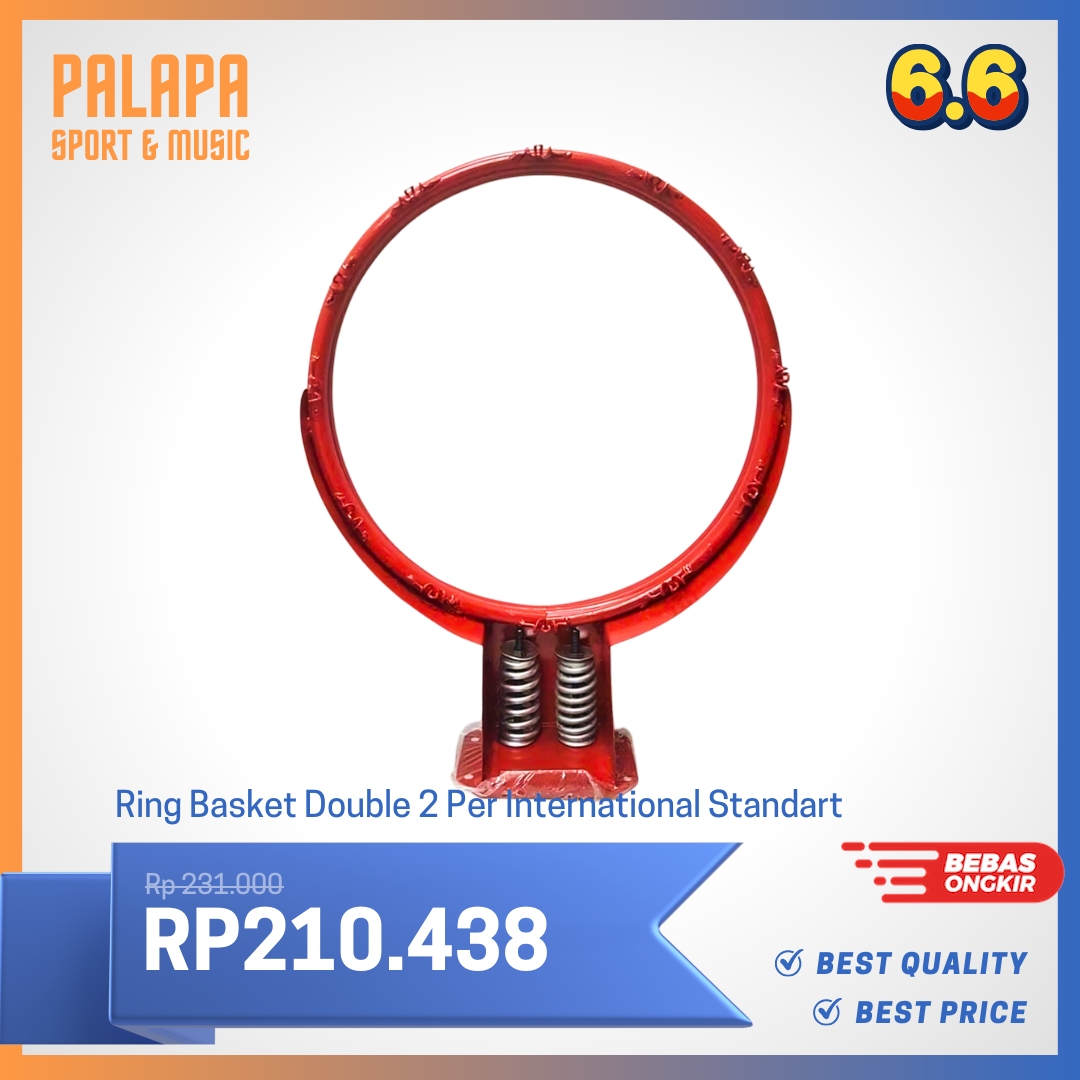 PALAPA
SPORT & MUSIC
6.6
Ring Basket Double 2 Per International Standart
Rp 231.000
RP210.438
BEBAS
ONGKIR
BEST QUALITY
BEST PRICE